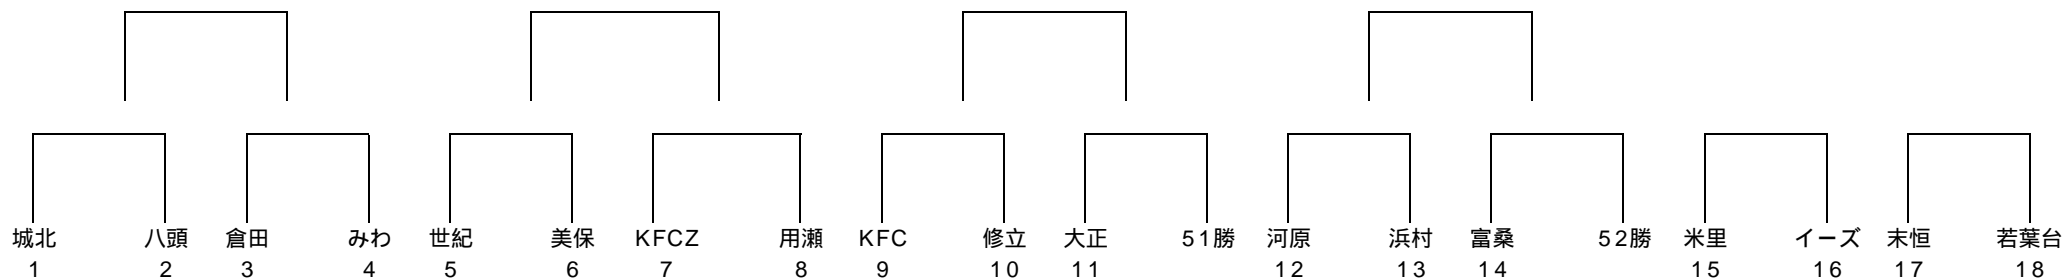 城北 八頭 倉田 みわ 世紀 美保 KFCZ 用瀬 KFC 修立 大正 51勝 河原 浜村 富桑 52勝 米里 イーズ 末恒 若葉台
1 2 3 4 5 6 7 8 9 10 11 12 13 14 15 16 17 18